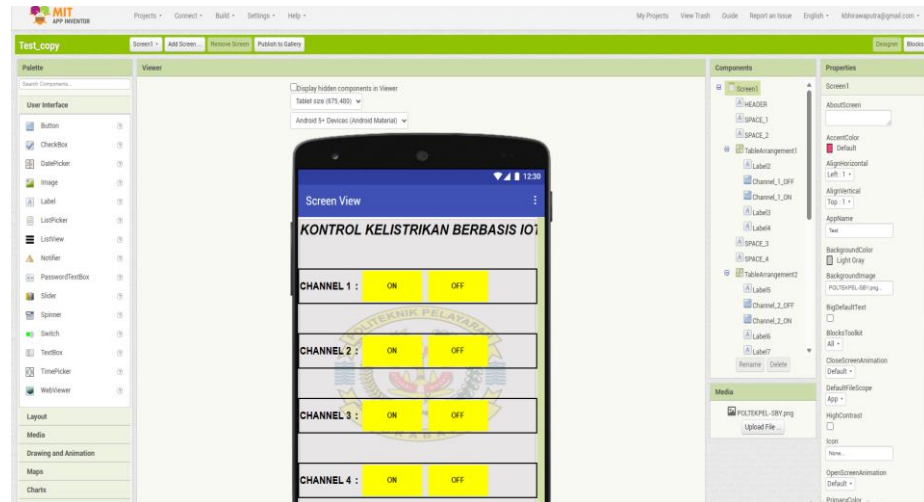 MIT
APP INVENTOR
Projects
Connect
Build
Settings
Help
My Projects
View Trash
Guide
Report an Issue
English
kbhirawaputra@gmail.com
Test_copy
Screen1
Add Screen ...
Remove Screen
Publish to Gallery
Designer
Blocks
Palette
Search Components...
User Interface
Button
CheckBox
DatePicker
Image
Label
ListPicker
ListView
Notifier
PasswordTextBox
Slider
Spinner
Switch
TextBox
TimePicker
WebViewer
Layout
Media
Drawing and Animation
Maps
Charts
Viewer
Display hidden components in Viewer
Tablet size (675,480)
Android 5+ Devices (Android Material)
12:30
Screen View
KONTROL KELISTRIKAN BERBASIS IOT
CHANNEL 1 : ON OFF
POLITEKNIK PELAYARAN
CHANNEL 2 : ON OFF
CHANNEL 3 : ON OFF
CHANNEL 4 : ON OFF
Components
Screen1
HEADER
SPACE_1
SPACE_2
TableArrangement1
Label2
Channel_1_OFF
Channel_1_ON
Label3
Label4
SPACE_3
SPACE_4
TableArrangement2
Label5
Channel_2_OFF
Channel_2_ON
Label6
Label7
Rename Delete
Media
POLTEKPEL-SBY.png
Upload File ...
Properties
Screen1
AboutScreen
AccentColor
Default
AlignHorizontal
Left : 1
AlignVertical
Top : 1
AppName
Test
BackgroundColor
Light Gray
BackgroundImage
POLTEKPEL-SBY.png...
BigDefaultText
BlocksToolkit
All
CloseScreenAnimation
Default
DefaultFileScope
App
HighContrast
Icon
None...
OpenScreenAnimation
Default
PrimaryColor